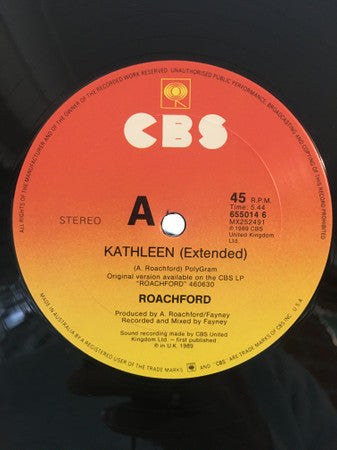 ALL RIGHTS OF THE MANUFACTURER AND OF THE OWNER OF THE RECORDED WORK RESERVED. UNAUTHORISED PUBLIC PERFORMANCE, BROADCASTING AND COPYING OF THIS RECORD PROHIBITED
CBS
STEREO
A
45 R.P.M.
Time: 5.44
655014 6
MX252491
℗ 1989 CBS
United Kingdom
Ltd.
KATHLEEN (Extended)
(A. Roachford) PolyGram
Original version available on the CBS LP
"ROACHFORD" 460630
ROACHFORD
Produced by A. Roachford/Fayney
Recorded and Mixed by Fayney
Sound recording made by CBS United
Kingdom Ltd. – first published
℗ in U.K. 1989
MADE IN AUSTRALIA BY A REGISTERED USER OF THE TRADE MARKS "CBS" ARE TRADE MARKS OF CBS INC. U S A